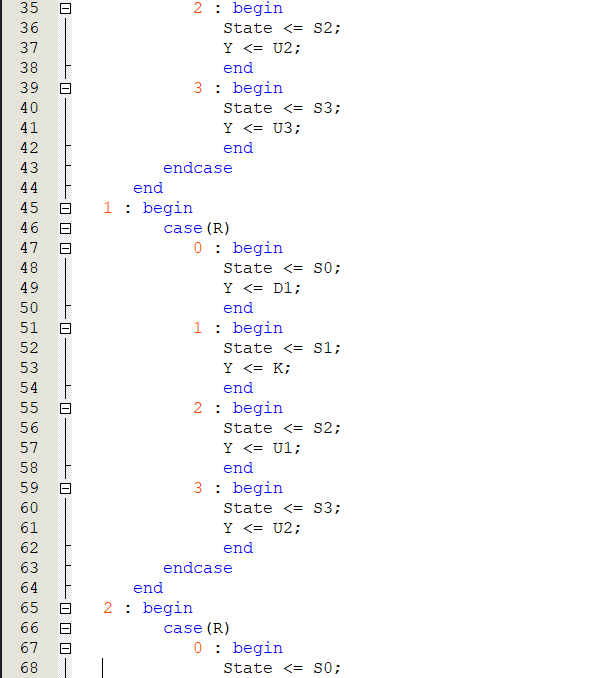 35 2 : begin
36 State <= S2;
37 Y <= U2;
38 end
39 3 : begin
40 State <= S3;
41 Y <= U3;
42 end
43 endcase
44 end
45 1 : begin
46 case(R)
47 0 : begin
48 State <= S0;
49 Y <= D1;
50 end
51 1 : begin
52 State <= S1;
53 Y <= K;
54 end
55 2 : begin
56 State <= S2;
57 Y <= U1;
58 end
59 3 : begin
60 State <= S3;
61 Y <= U2;
62 end
63 endcase
64 end
65 2 : begin
66 case(R)
67 0 : begin
68 State <= S0;